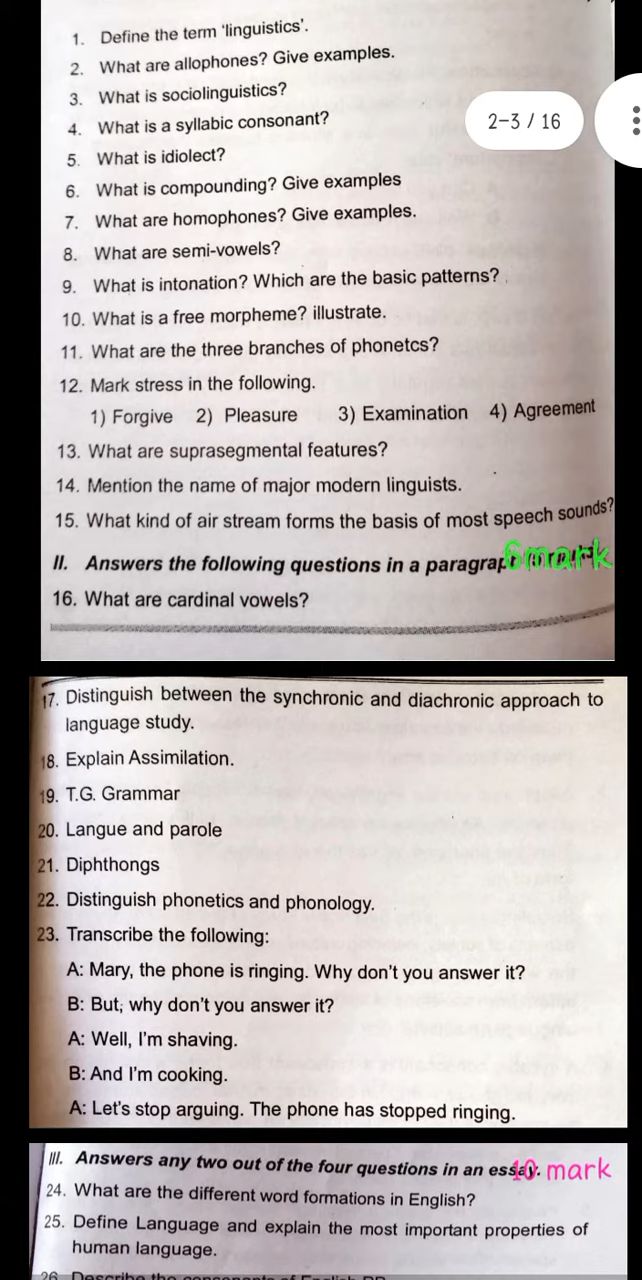 1. Define the term 'linguistics'.
2. What are allophones? Give examples.
3. What is sociolinguistics?
4. What is a syllabic consonant?
2-3 / 16
5. What is idiolect?
6. What is compounding? Give examples
7. What are homophones? Give examples.
8. What are semi-vowels?
9. What is intonation? Which are the basic patterns?
10. What is a free morpheme? illustrate.
11. What are the three branches of phonetcs?
12. Mark stress in the following.
1) Forgive 2) Pleasure 3) Examination 4) Agreement
13. What are suprasegmental features?
14. Mention the name of major modern linguists.
15. What kind of air stream forms the basis of most speech sounds?
II. Answers the following questions in a paragraph 6 mark
16. What are cardinal vowels?
17. Distinguish between the synchronic and diachronic approach to
language study.
18. Explain Assimilation.
19. T.G. Grammar
20. Langue and parole
21. Diphthongs
22. Distinguish phonetics and phonology.
23. Transcribe the following:
A: Mary, the phone is ringing. Why don't you answer it?
B: But, why don't you answer it?
A: Well, I'm shaving.
B: And I'm cooking.
A: Let's stop arguing. The phone has stopped ringing.
III. Answers any two out of the four questions in an essay. 10 mark
24. What are the different word formations in English?
25. Define Language and explain the most important properties of
human language.
26. Describe the consonants of English RP